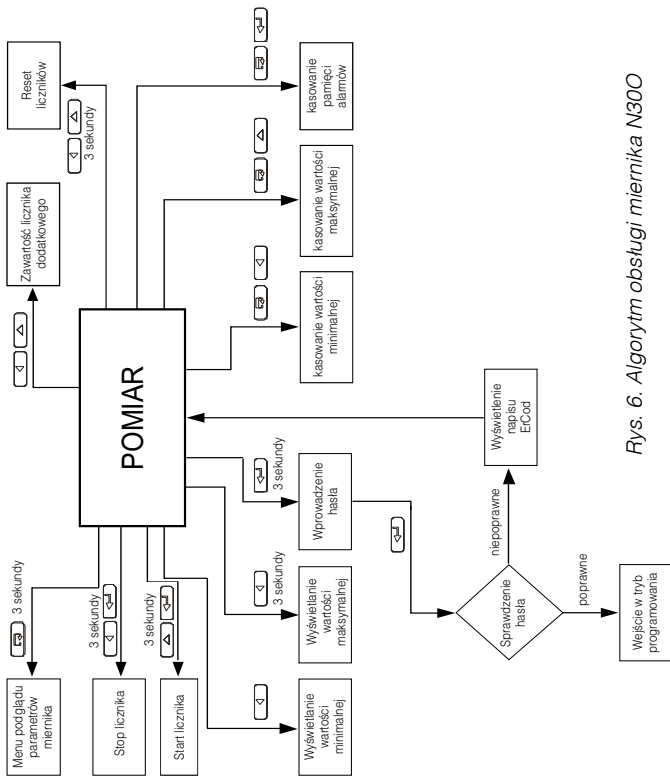 Reset
liczników
3 sekundy
Zawartość licznika
dodatkowego
Menu podglądu
parametrów
miernika
3 sekundy
Stop licznika
3 sekundy
Start licznika
3 sekundy
POMIAR
Wyświetlanie
wartości
minimalnej
Wyświetlanie
wartości
maksymalnej
3 sekundy
Wprowadzenie
hasła
3 sekundy
kasowanie wartości
minimalnej
kasowanie wartości
maksymalnej
kasowanie
pamięci
alarmów
Sprawdzenie
hasła
niepoprawne
Wyświetlenie
napisu
ErCod
poprawne
Wejście w tryb
programowania
Rys. 6. Algorytm obsługi miernika N30O